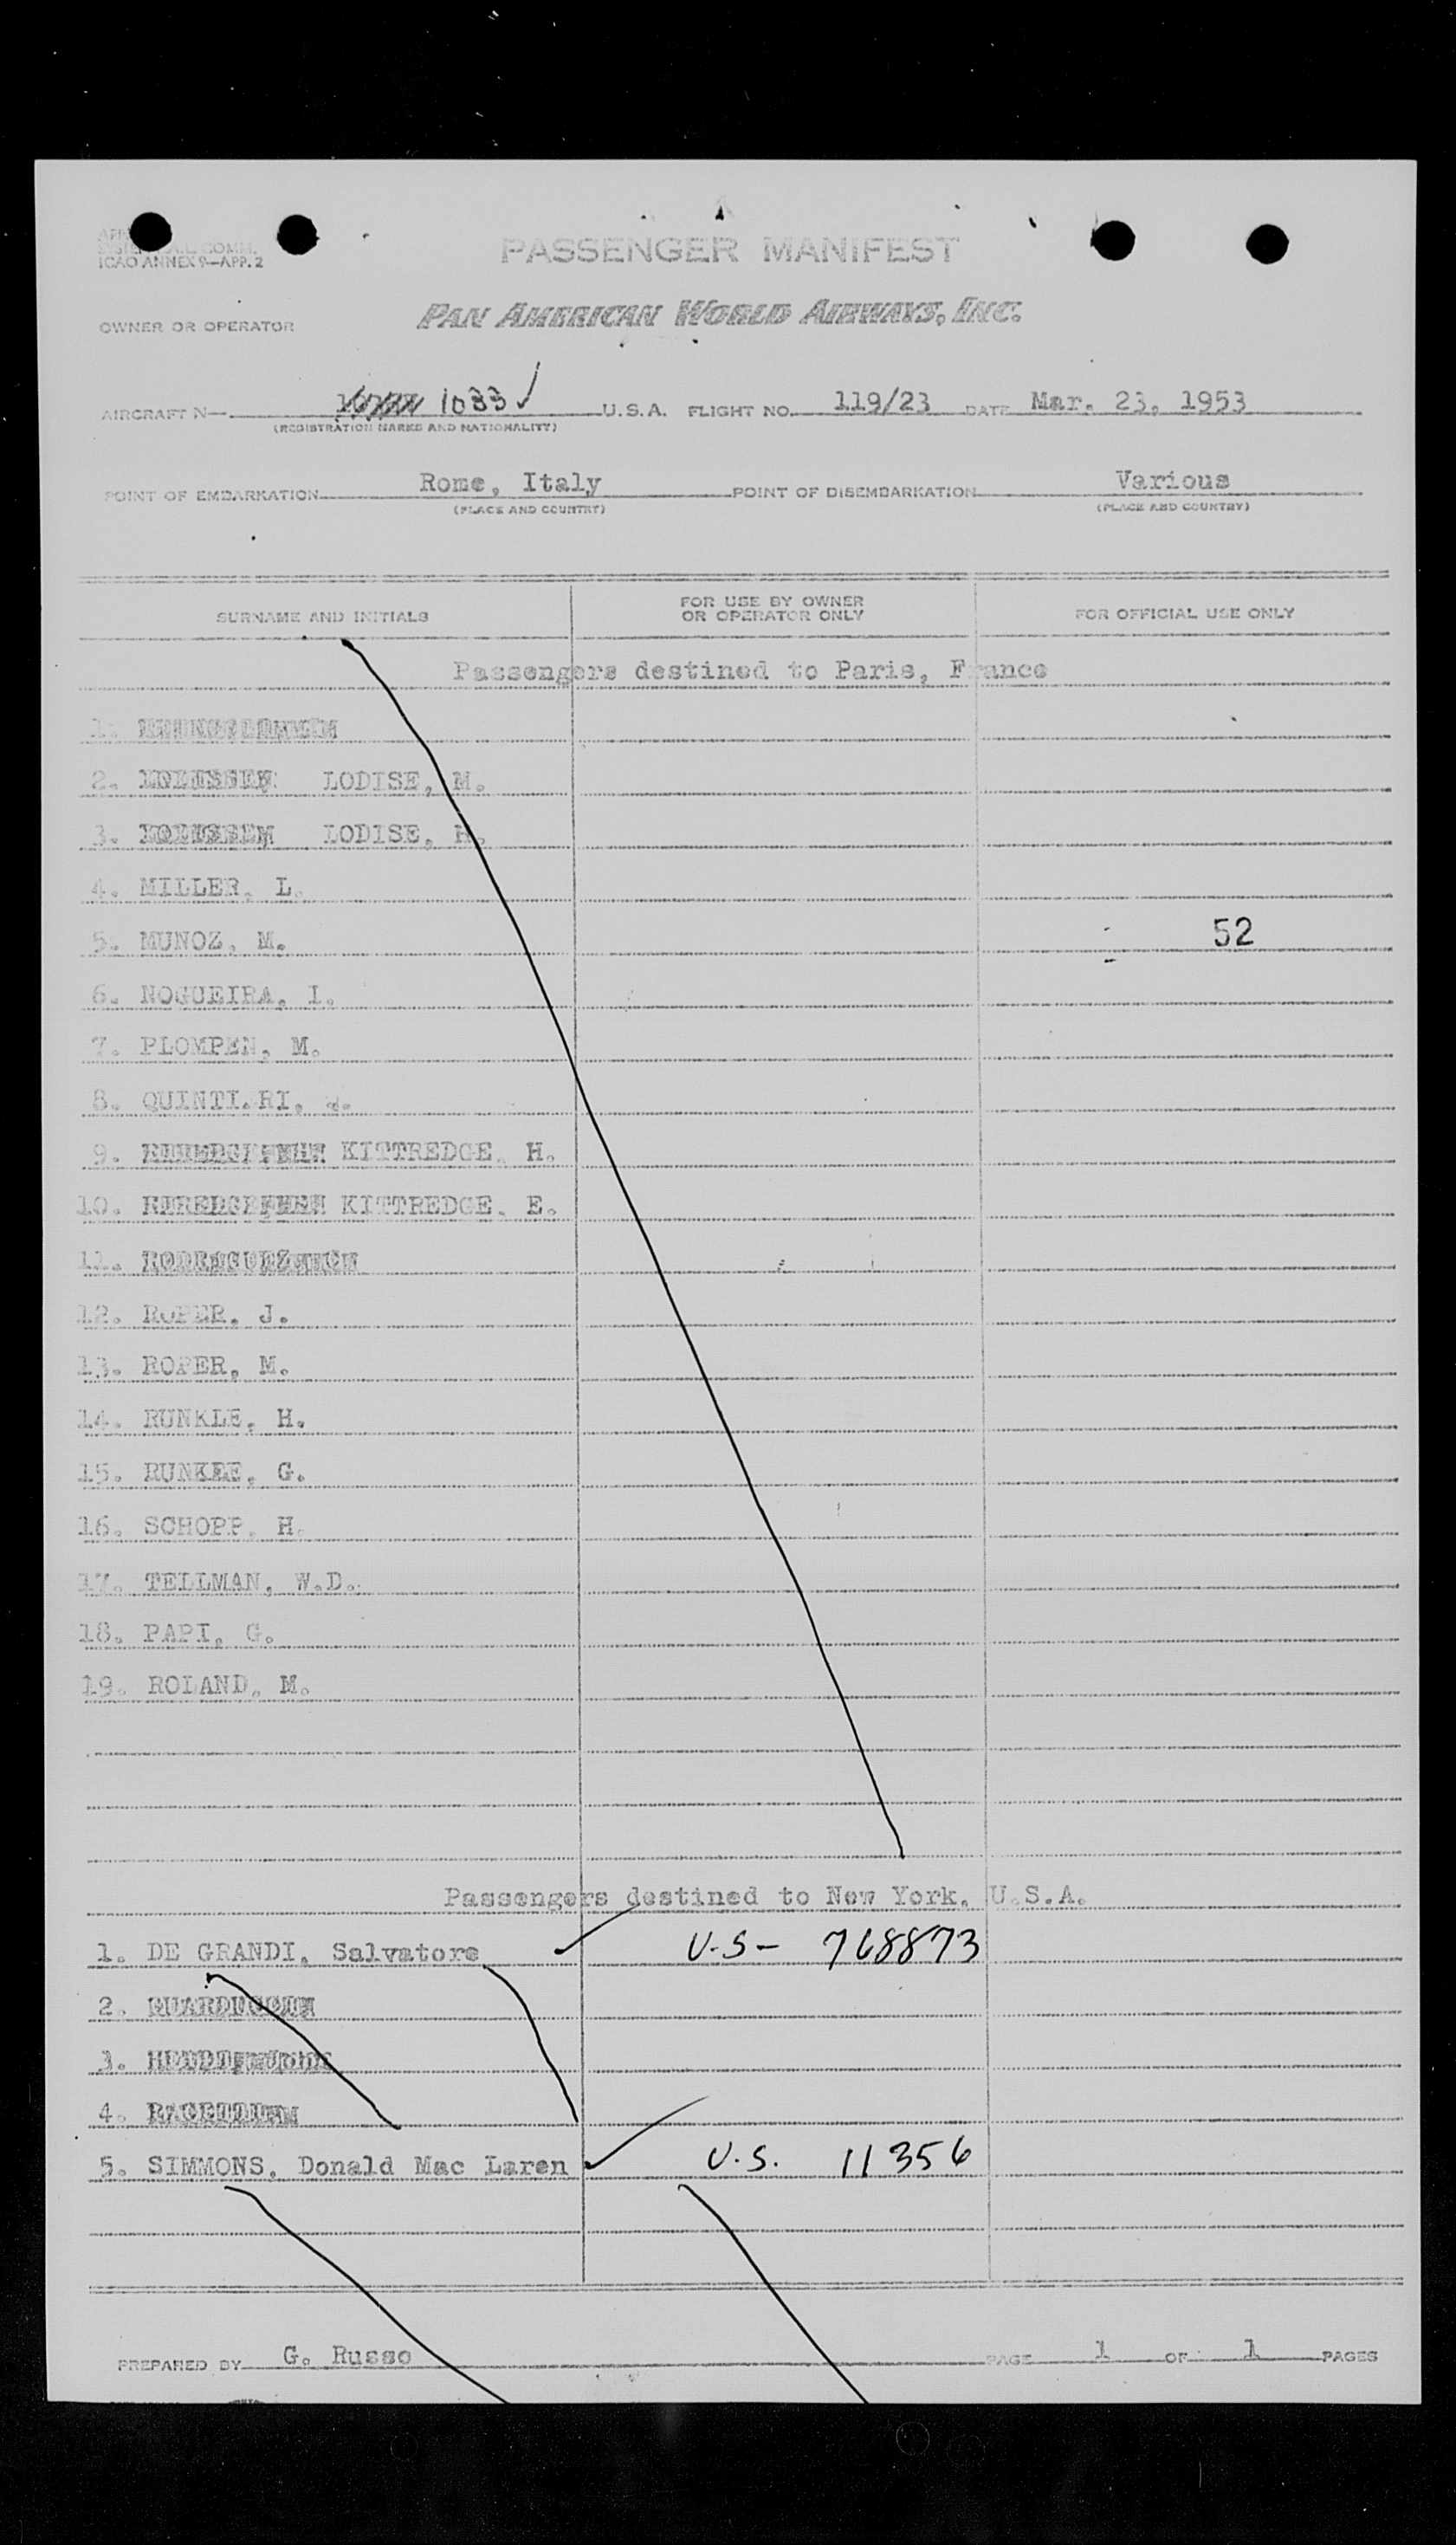 ICAO ANNEX 9—APP. 2
PASSENGER MANIFEST
OWNER OR OPERATOR PAN AMERICAN WORLD AIRWAYS, INC.
AIRCRAFT N— 1033 U.S.A. FLIGHT NO. 119/23 DATE Mar. 23, 1953
(REGISTRATION MARKS AND NATIONALITY)
POINT OF EMBARKATION Rome, Italy POINT OF DISEMBARKATION Various
(PLACE AND COUNTRY) (PLACE AND COUNTRY)
SURNAME AND INITIALS FOR USE BY OWNER OR OPERATOR ONLY FOR OFFICIAL USE ONLY
Passengers destined to Paris, France
1.
2. LODISE, M.
3. LODISE, H.
4. MILLER, L.
5. MUNOZ, M. 52
6. NOGUEIRA, I.
7. PLOMPEN, M.
8.
9. KITTREDGE, H.
10. KITTREDGE, E.
11.
12. ROPER, J.
13. ROPER, M.
14. RUNKLE, H.
15. RUNKLE, G.
16. SCHOPP, H.
17. TELLMAN, W.D.
18. PAPI, G.
19. ROLAND, M.
Passengers destined to New York, U.S.A.
1. DE GRANDI, Salvatore U.S- 768873
2.
3.
4.
5. SIMMONS, Donald Mac Laren U.S. 11356
PREPARED BY G. Russo PAGE 1 OF 1 PAGES